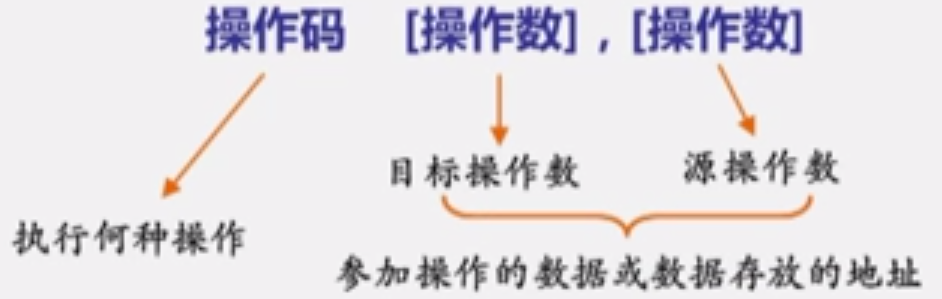 操作码 [操作数] , [操作数]
目标操作数 源操作数
执行何种操作
参加操作的数据或数据存放的地址